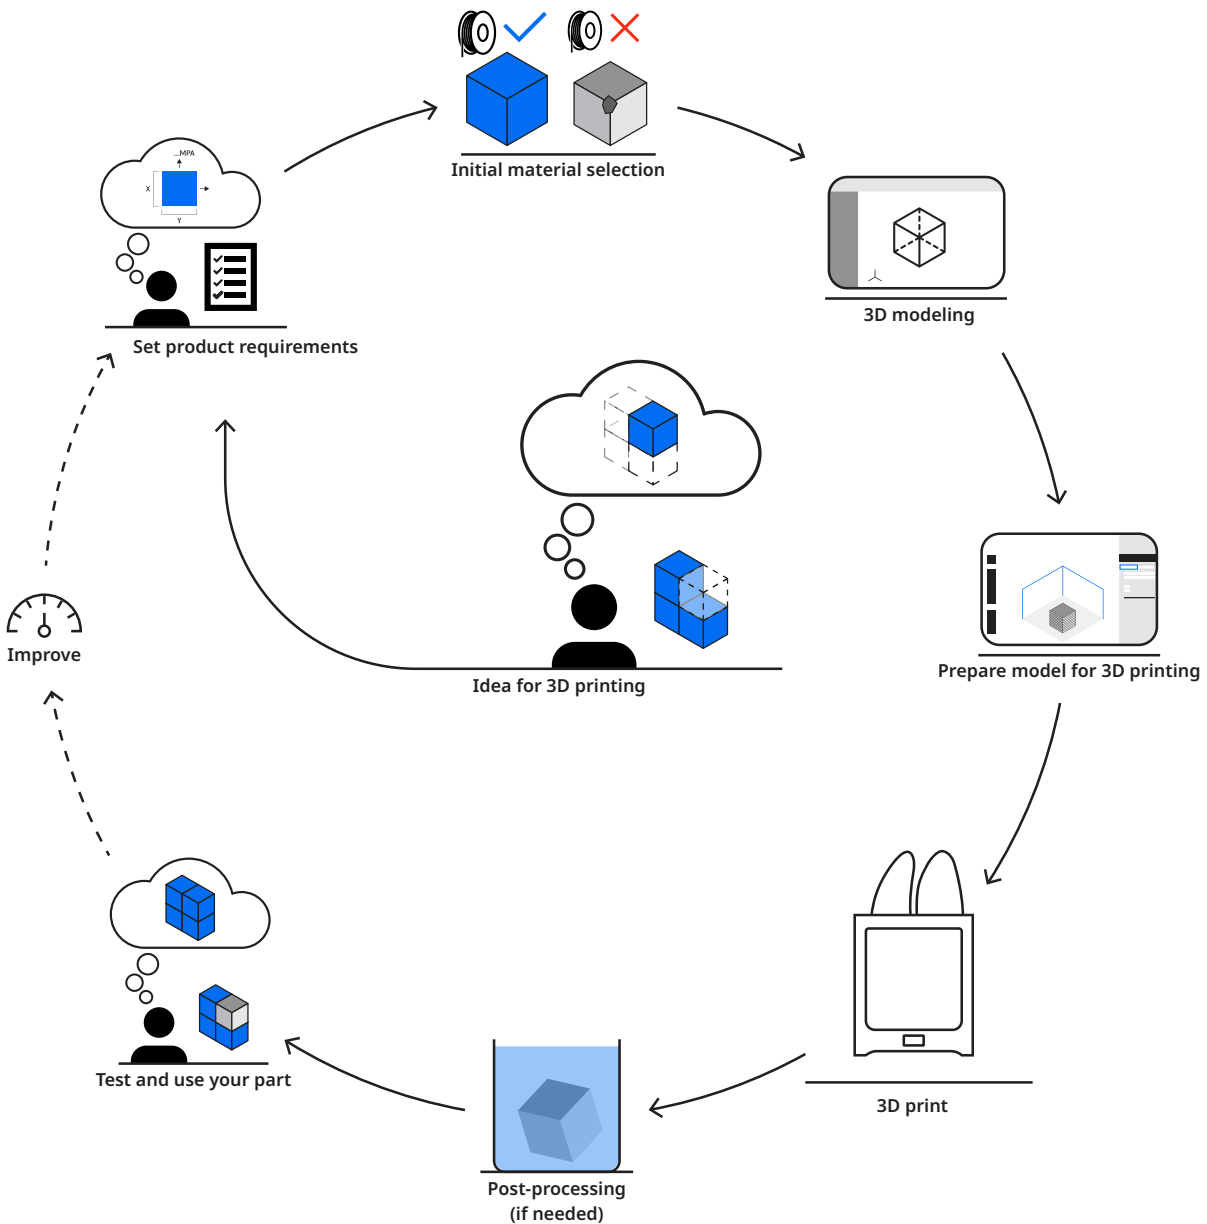 Initial material selection
...MPA
X
Y
Set product requirements
3D modeling
Idea for 3D printing
Prepare model for 3D printing
Improve
Test and use your part
3D print
Post-processing
(if needed)